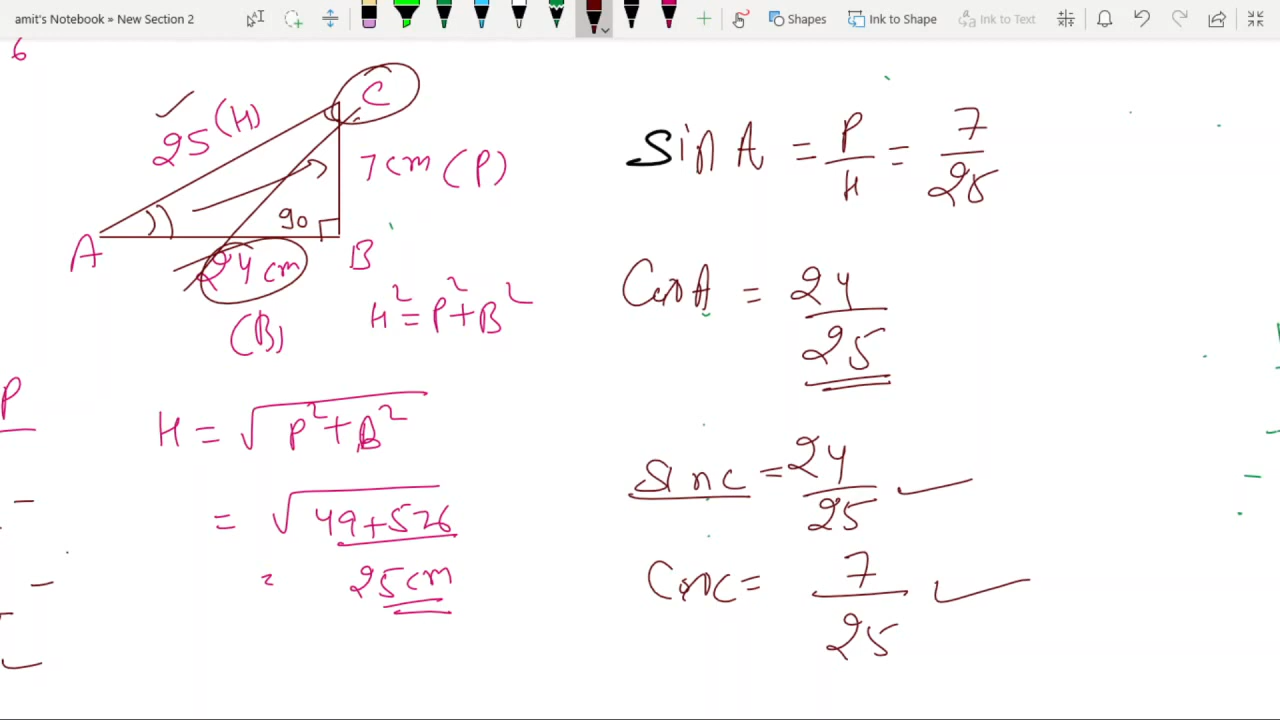 amit's Notebook » New Section 2
Shapes
Ink to Shape
Ink to Text
6
C
25 (H)
7 cm (P)
90
A
B
24 cm
(B)
H² = P² + B²
P
H = √P² + B²
= √49 + 526
= 25 cm
Sin A = P/H = 7/25
Cos A = 24/25
Sin C = 24/25
Cos C = 7/25